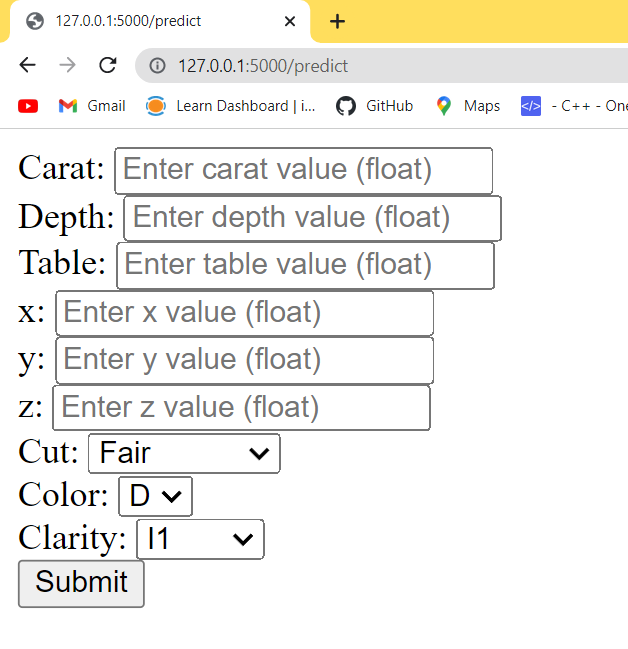 127.0.0.1:5000/predict
127.0.0.1:5000/predict
Gmail Learn Dashboard | i... GitHub Maps </> - C++ - One
Carat: Enter carat value (float)
Depth: Enter depth value (float)
Table: Enter table value (float)
x: Enter x value (float)
y: Enter y value (float)
z: Enter z value (float)
Cut: Fair
Color: D
Clarity: I1
Submit